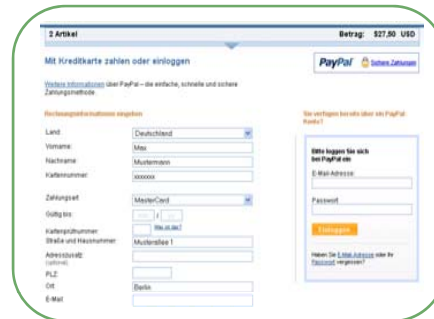 2 Artikel
Betrag: $27,50 USD
Mit Kreditkarte zahlen oder einloggen
PayPal Sichere Zahlungen
Weitere Informationen über PayPal – die einfache, schnelle und sichere
Zahlungsmethode
Rechnungsinformationen eingeben
Land: Deutschland
Vorname: Max
Nachname: Mustermann
Kartennummer: xxxxxxx
Zahlungsart: MasterCard
Gültig bis: /
Kartenprüfnummer: Was ist das?
Straße und Hausnummer: Musterallee 1
Adresszusatz:
(optional)
PLZ:
Ort: Berlin
E-Mail
Sie verfügen bereits über ein PayPal-
Konto?
Bitte loggen Sie sich
bei PayPal ein
E-Mail-Adresse:
Passwort:
Einloggen
Haben Sie E-Mail-Adresse oder Ihr
Passwort vergessen?